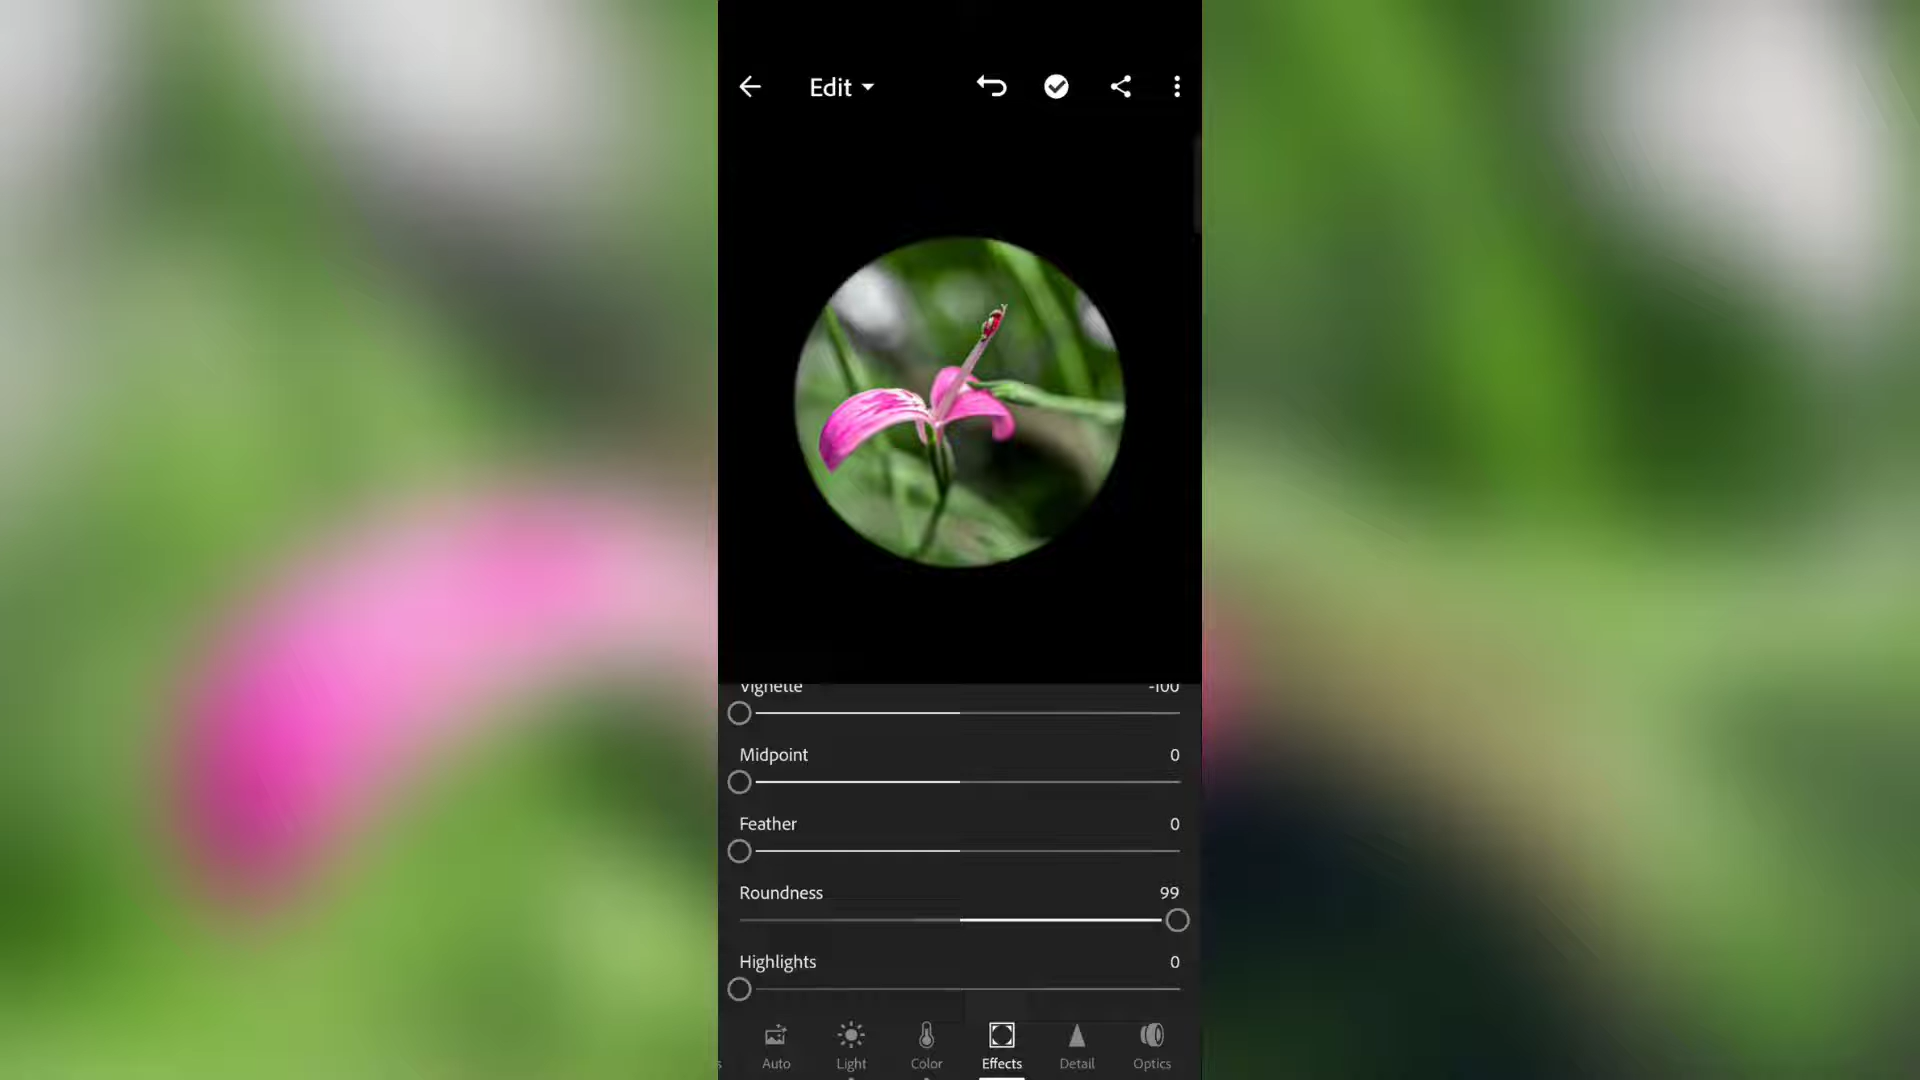 Edit
Vignette -100
Midpoint 0
Feather 0
Roundness 99
Highlights 0
s Auto Light Color Effects Detail Optics